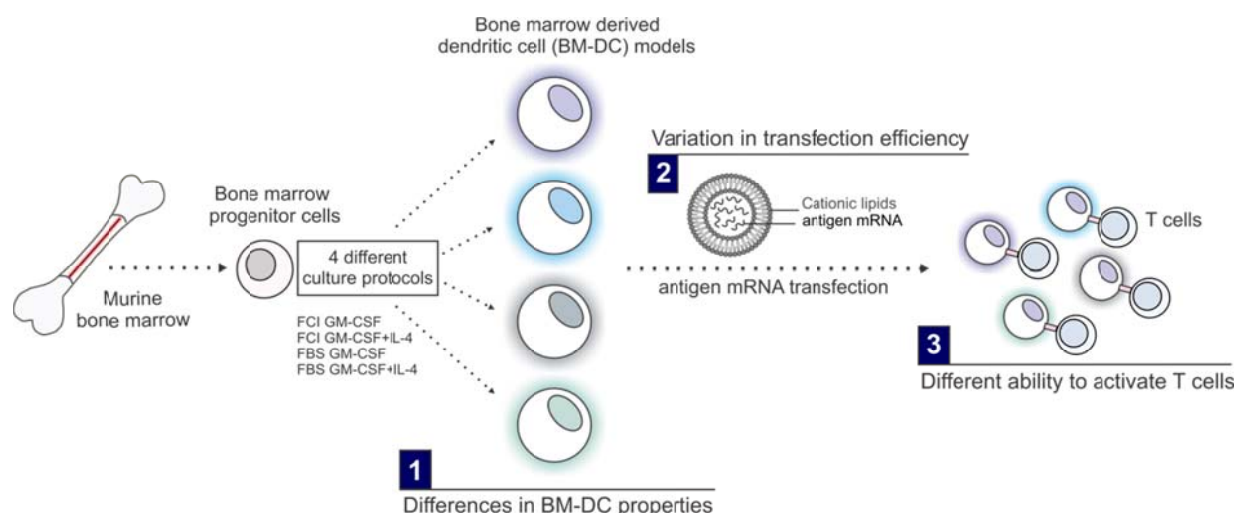 Bone marrow derived
dendritic cell (BM-DC) models
Murine
bone marrow
Bone marrow
progenitor cells
4 different
culture protocols
FCI GM-CSF
FCI GM-CSF+IL-4
FBS GM-CSF
FBS GM-CSF+IL-4
1
Differences in BM-DC properties
Variation in transfection efficiency
2
Cationic lipids
antigen mRNA
antigen mRNA transfection
T cells
3
Different ability to activate T cells